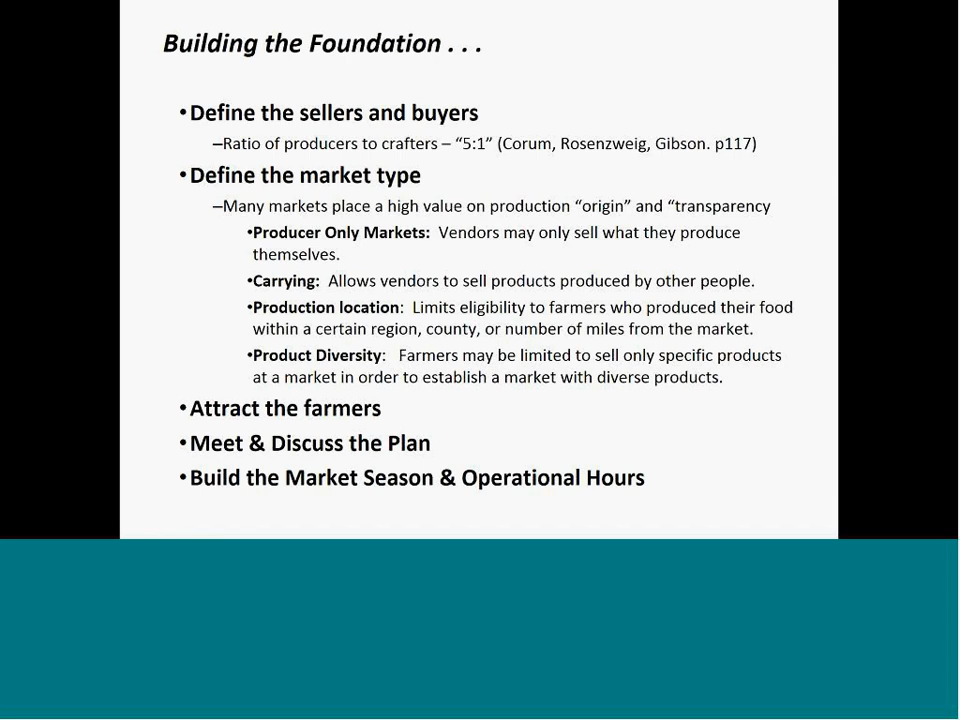 Building the Foundation . . .
•Define the sellers and buyers
–Ratio of producers to crafters – “5:1” (Corum, Rosenzweig, Gibson. p117)
•Define the market type
–Many markets place a high value on production “origin” and “transparency
•Producer Only Markets:  Vendors may only sell what they produce
themselves.
•Carrying:  Allows vendors to sell products produced by other people.
•Production location:  Limits eligibility to farmers who produced their food
within a certain region, county, or number of miles from the market.
•Product Diversity:   Farmers may be limited to sell only specific products
at a market in order to establish a market with diverse products.
•Attract the farmers
•Meet & Discuss the Plan
•Build the Market Season & Operational Hours